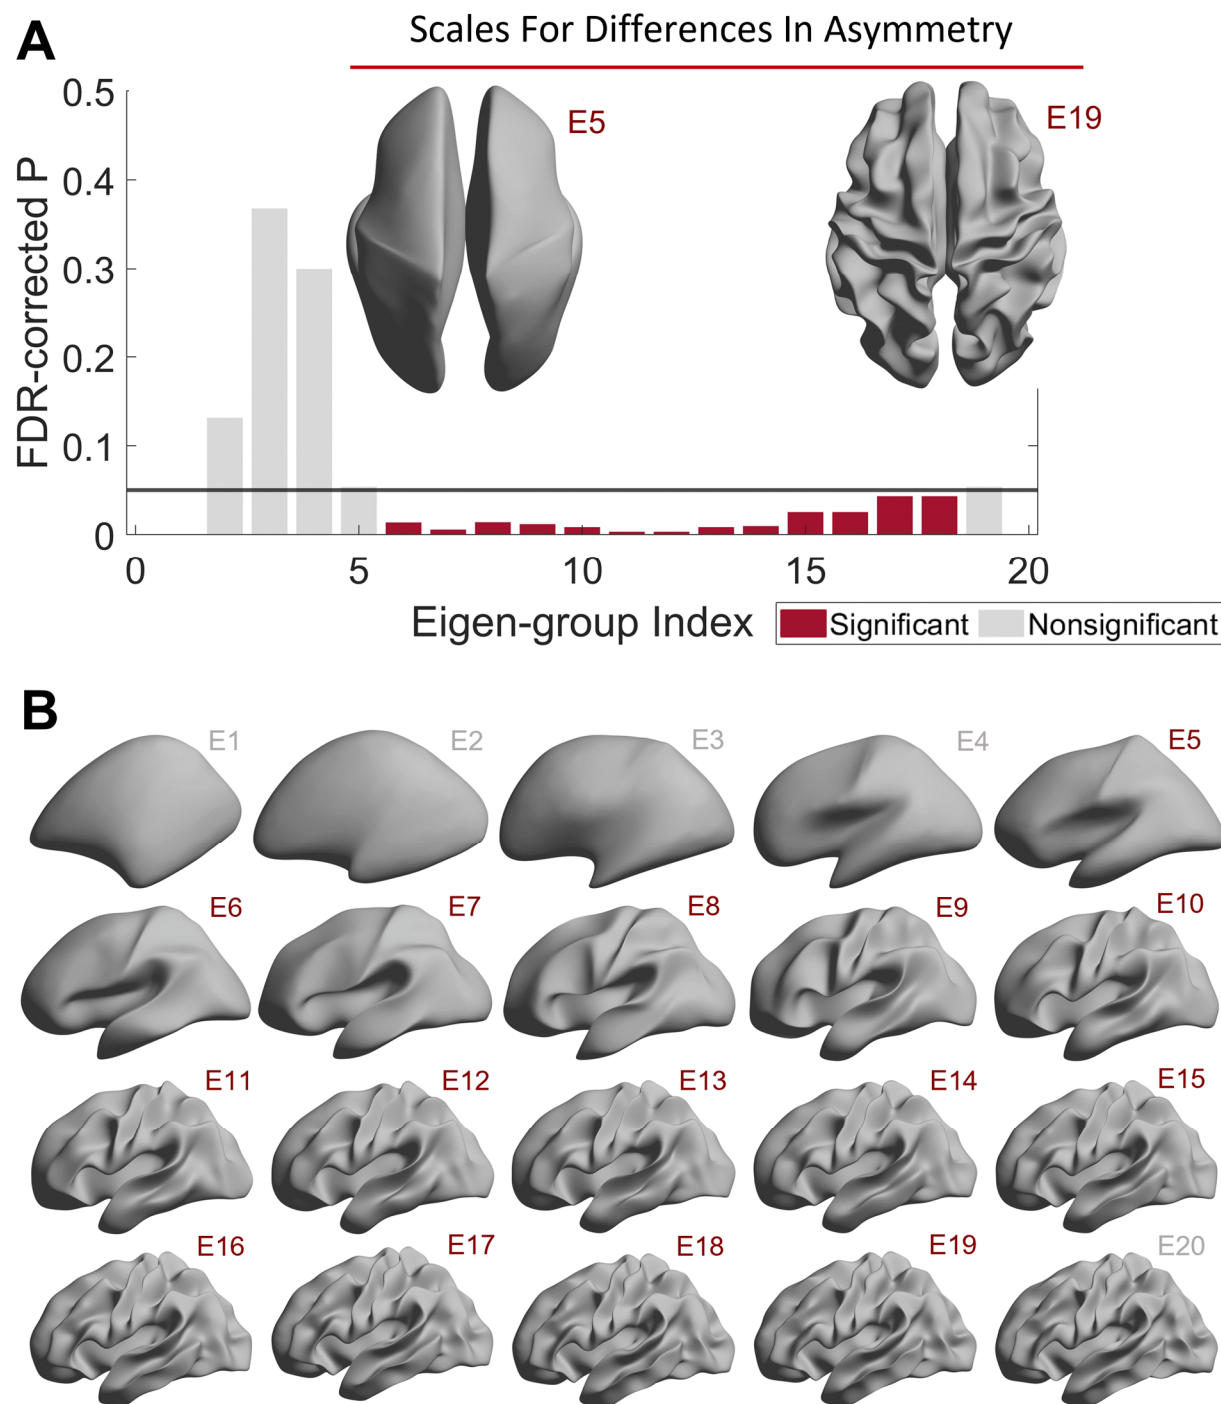 A
Scales For Differences In Asymmetry
E5
E19
FDR-corrected P
0.5
0.4
0.3
0.2
0.1
0
0 5 10 15 20
Eigen-group Index
Significant Nonsignificant
B
E1 E2 E3 E4 E5
E6 E7 E8 E9 E10
E11 E12 E13 E14 E15
E16 E17 E18 E19 E20